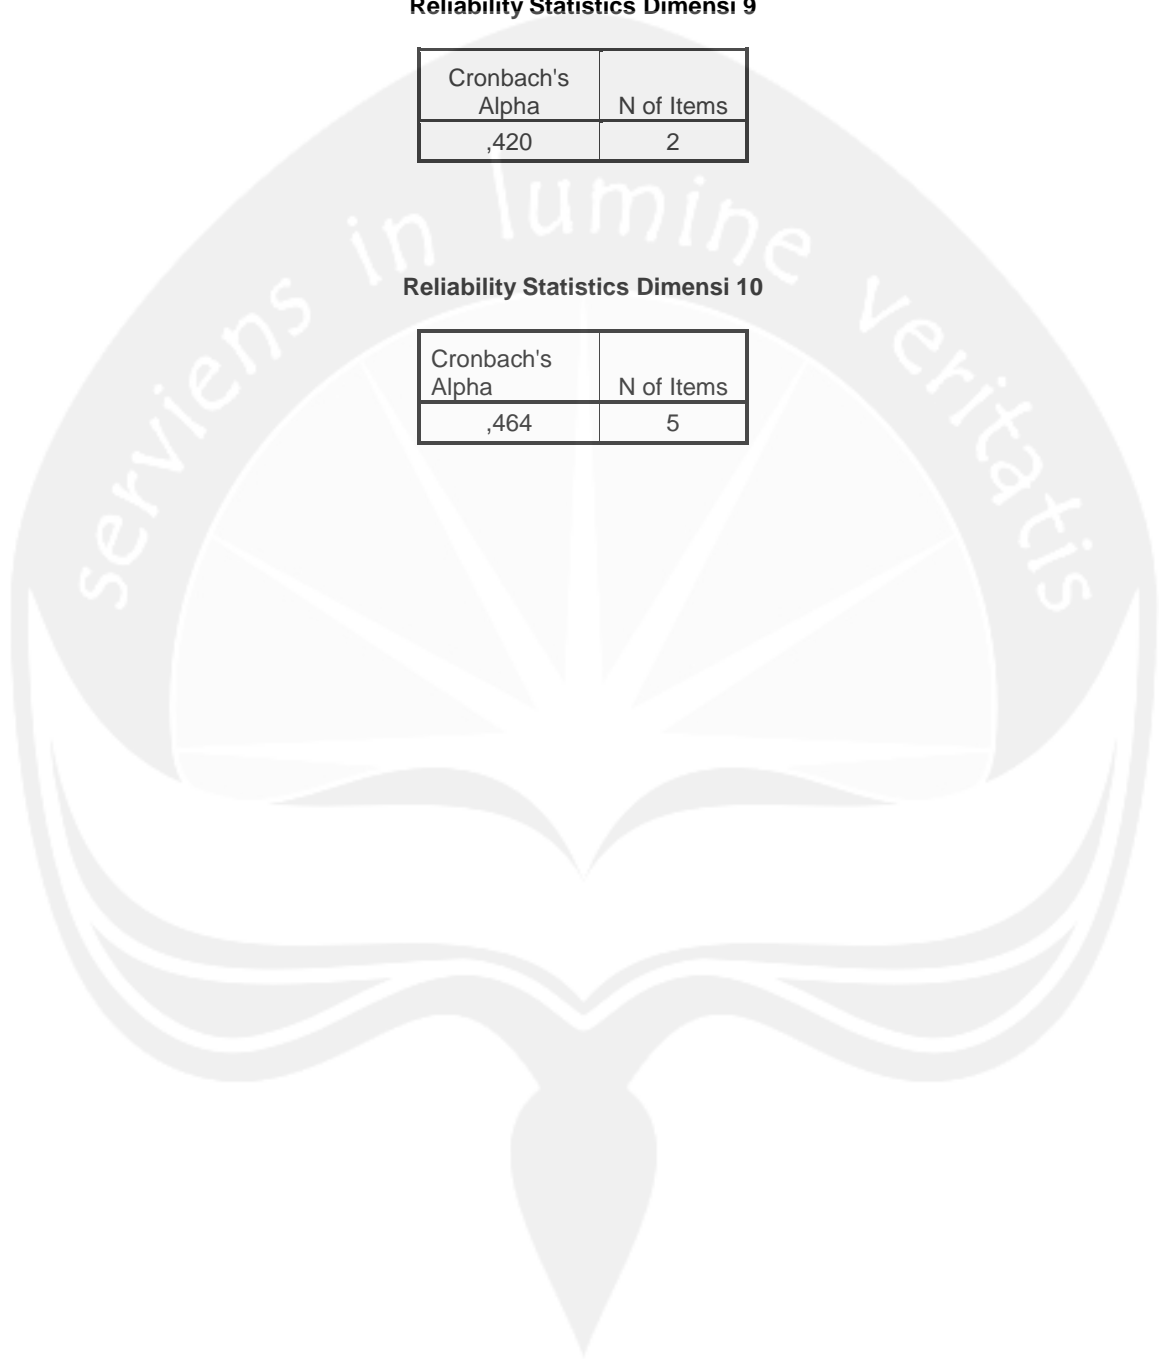 Reliability Statistics Dimensi 9
Cronbach's
Alpha
N of Items
,420 2
serviens in lumine veritatis
Reliability Statistics Dimensi 10
Cronbach's
Alpha
N of Items
,464 5